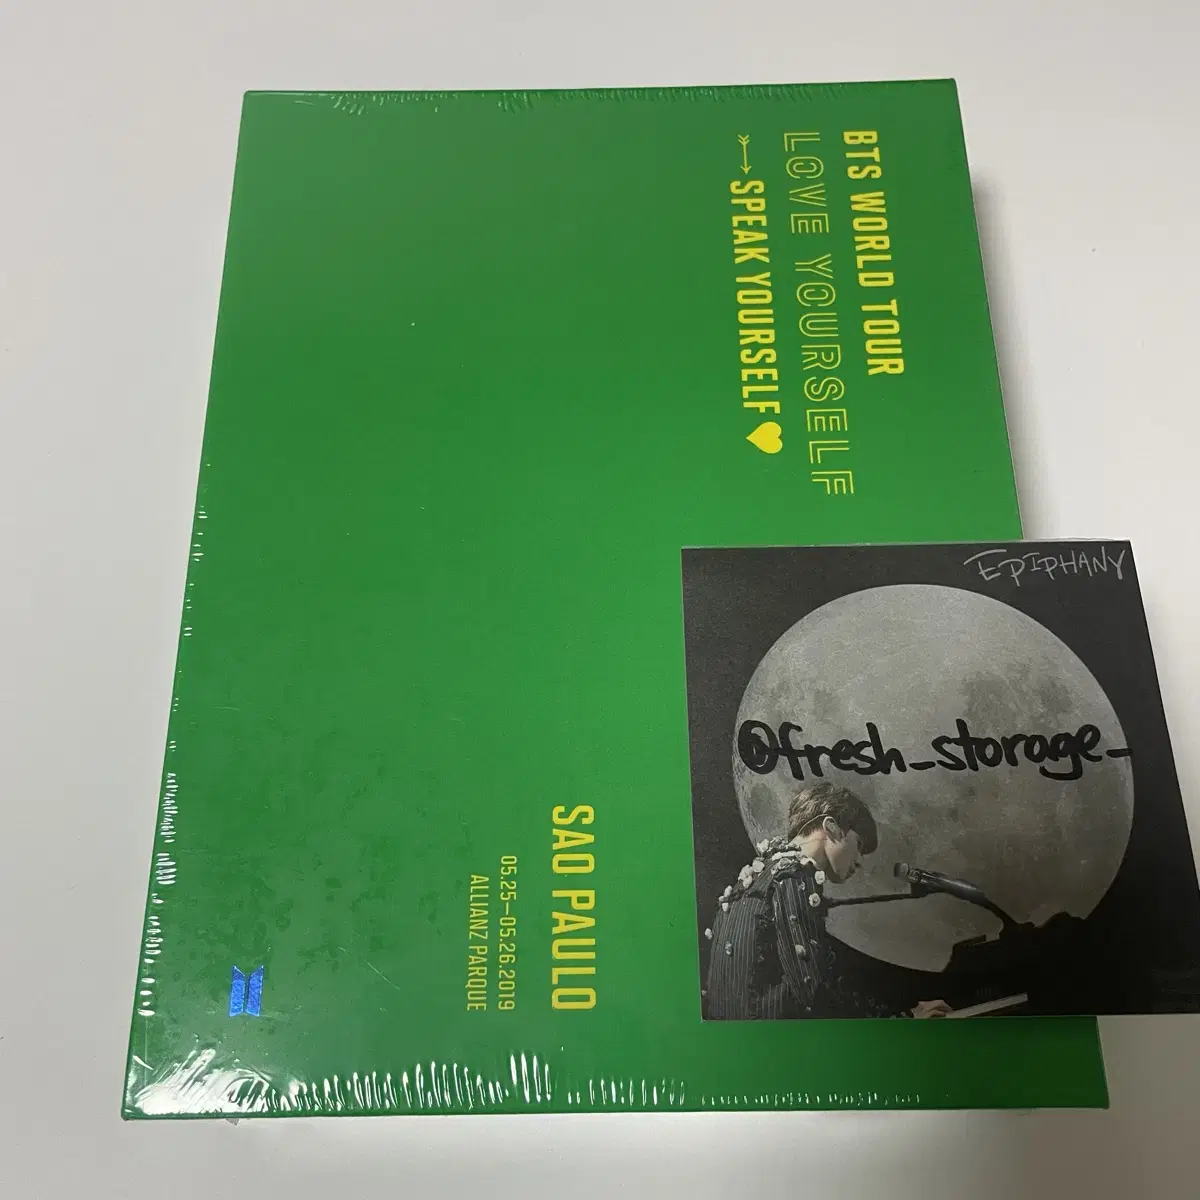 BTS WORLD TOUR
LOVE YOURSELF
SPEAK YOURSELF
SAO PAULO
05.25—05.26.2019
ALLIANZ PARQUE
EPIPHANY
@fresh_storage_